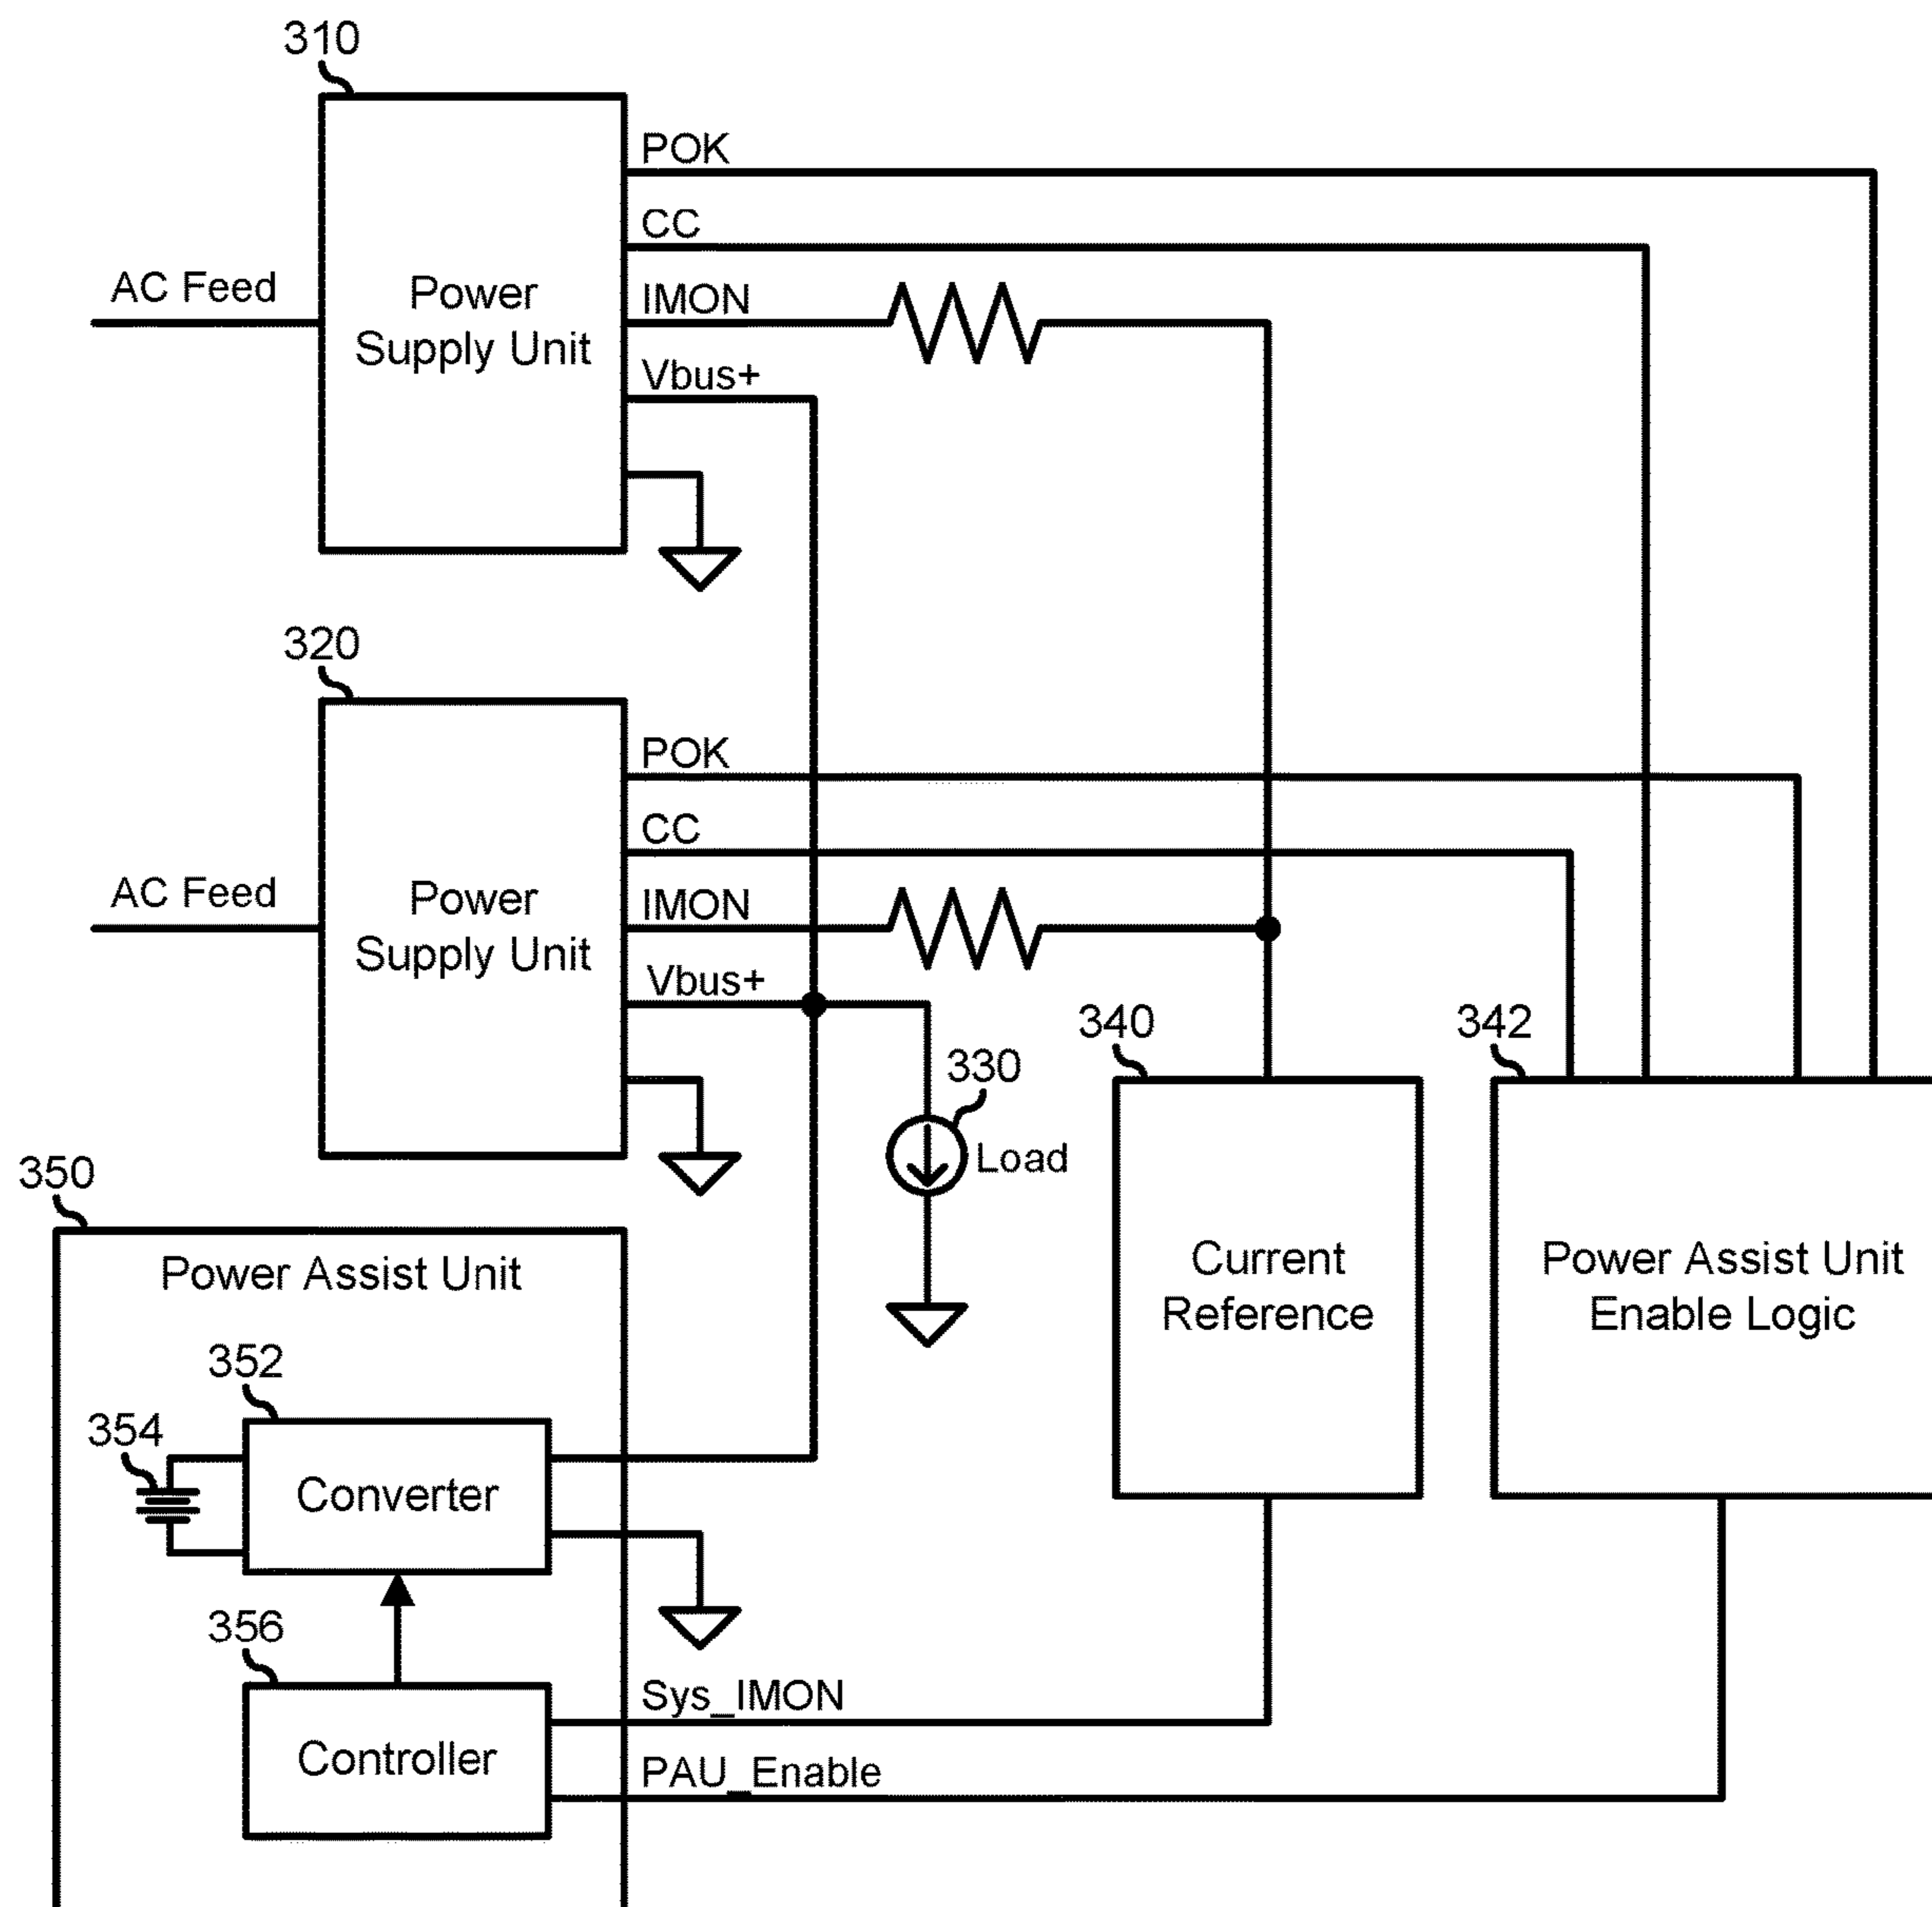 310
POK
CC
AC Feed
Power
Supply Unit
IMON
Vbus+
320
POK
CC
AC Feed
Power
Supply Unit
IMON
Vbus+
340
342
330
Load
350
Power Assist Unit
Current
Reference
Power Assist Unit
Enable Logic
352
354
Converter
356
Controller
Sys_IMON
PAU_Enable